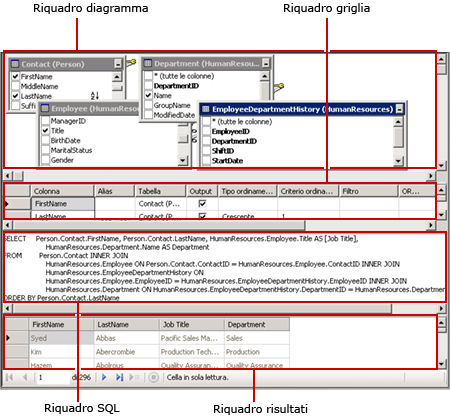 Riquadro diagramma
Riquadro griglia
Contact (Person)
FirstName
MiddleName
LastName
Suffi
Department (HumanResou...
* (tutte le colonne)
DepartmentID
Name
GroupName
ModifiedDate
Employee (HumanResources)
ManagerID
Title
BirthDate
MaritalStatus
Gender
EmployeeDepartmentHistory (HumanResources)
* (tutte le colonne)
EmployeeID
DepartmentID
ShiftID
StartDate
Colonna Alias Tabella Output Tipo ordiname... Criterio ordina... Filtro OR...
FirstName Contact (P...
LastName Contact (P... Crescente 1
SELECT Person.Contact.FirstName, Person.Contact.LastName, HumanResources.Employee.Title AS [Job Title],
HumanResources.Department.Name AS Department
FROM Person.Contact INNER JOIN
HumanResources.Employee ON Person.Contact.ContactID = HumanResources.Employee.ContactID INNER JOIN
HumanResources.EmployeeDepartmentHistory ON
HumanResources.Employee.EmployeeID = HumanResources.EmployeeDepartmentHistory.EmployeeID INNER JOIN
HumanResources.Department ON HumanResources.EmployeeDepartmentHistory.DepartmentID = HumanResources.Departmen
ORDER BY Person.Contact.LastName
FirstName LastName Job Title Department
Syed Abbas Pacific Sales Ma... Sales
Kim Abercrombie Production Tech... Production
Hazem Abolrous Quality Assuran... Quality Assurance
1 di 296 Cella in sola lettura.
Riquadro SQL
Riquadro risultati